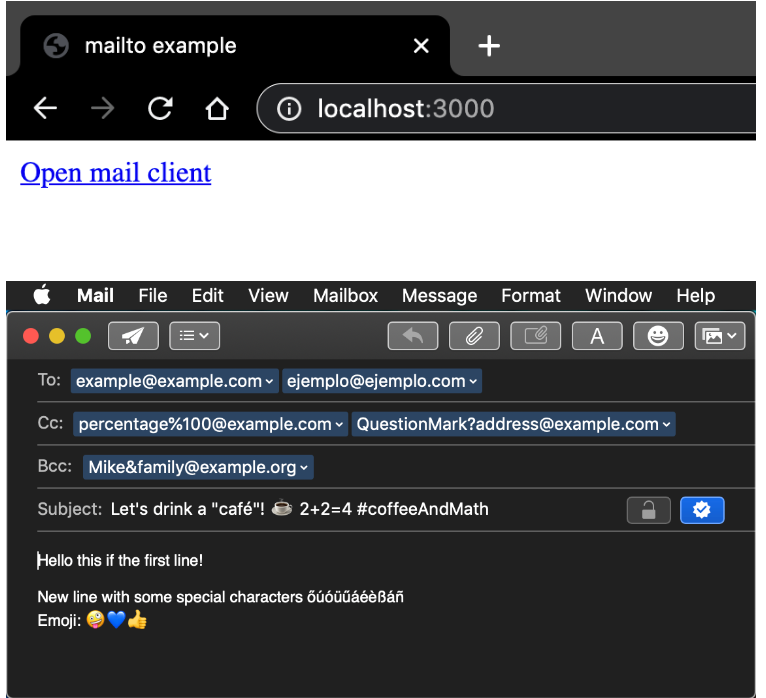 mailto example
localhost:3000
Open mail client
Mail File Edit View Mailbox Message Format Window Help
A
To: example@example.com ejemplo@ejemplo.com
Cc: percentage%100@example.com QuestionMark?address@example.com
Bcc: Mike&family@example.org
Subject: Let's drink a "café"! ☕ 2+2=4 #coffeeAndMath
Hello this if the first line!
New line with some special characters őúóüűáéèßáñ
Emoji: 🤪💙👍